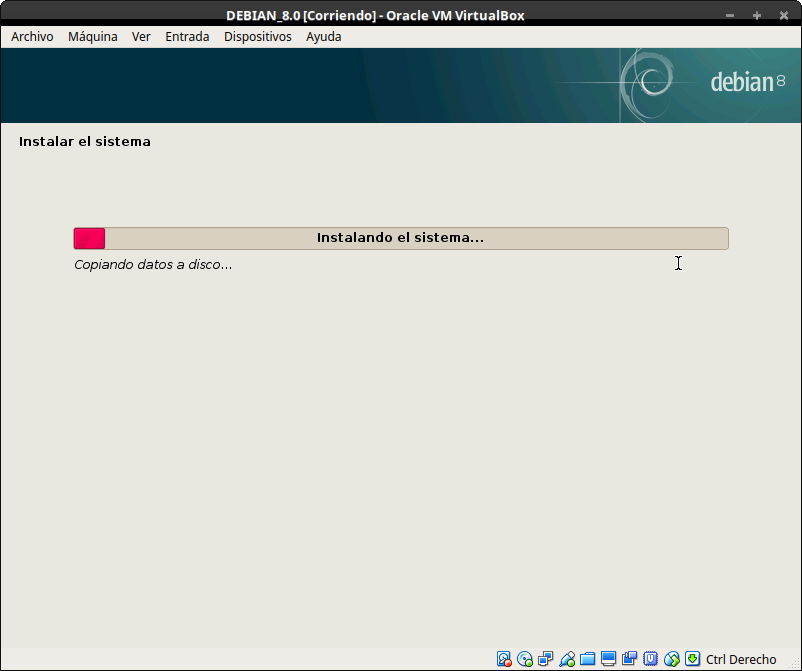 DEBIAN_8.0 [Corriendo] - Oracle VM VirtualBox
Archivo Máquina Ver Entrada Dispositivos Ayuda
debian 8
Instalar el sistema
Instalando el sistema...
Copiando datos a disco...
Ctrl Derecho